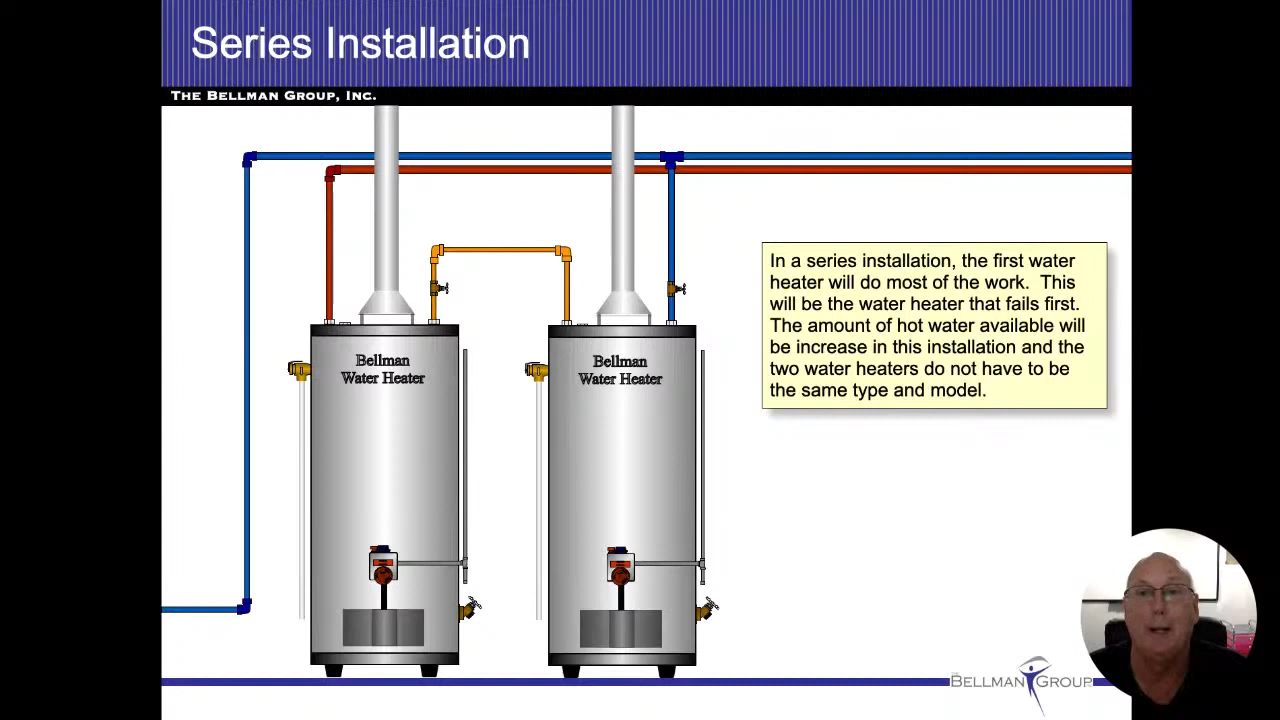 Series Installation
THE BELLMAN GROUP, INC.
In a series installation, the first water
heater will do most of the work.  This
will be the water heater that fails first.
The amount of hot water available will
be increase in this installation and the
two water heaters do not have to be
the same type and model.
Bellman
Water Heater
Bellman
Water Heater
BELLMAN GROUP